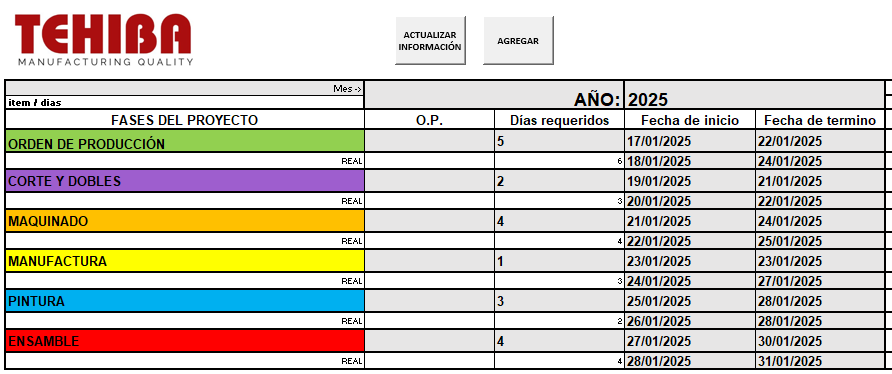 TEHIBA
MANUFACTURING QUALITY
ACTUALIZAR
INFORMACIÓN
AGREGAR
Mes ->
item / dias
AÑO: 2025
FASES DEL PROYECTO O.P. Días requeridos Fecha de inicio Fecha de termino
ORDEN DE PRODUCCIÓN 5 17/01/2025 22/01/2025
REAL 6 18/01/2025 24/01/2025
CORTE Y DOBLES 2 19/01/2025 21/01/2025
REAL 3 20/01/2025 22/01/2025
MAQUINADO 4 21/01/2025 24/01/2025
REAL 4 22/01/2025 25/01/2025
MANUFACTURA 1 23/01/2025 23/01/2025
REAL 3 24/01/2025 27/01/2025
PINTURA 3 25/01/2025 28/01/2025
REAL 2 26/01/2025 28/01/2025
ENSAMBLE 4 27/01/2025 30/01/2025
REAL 4 28/01/2025 31/01/2025